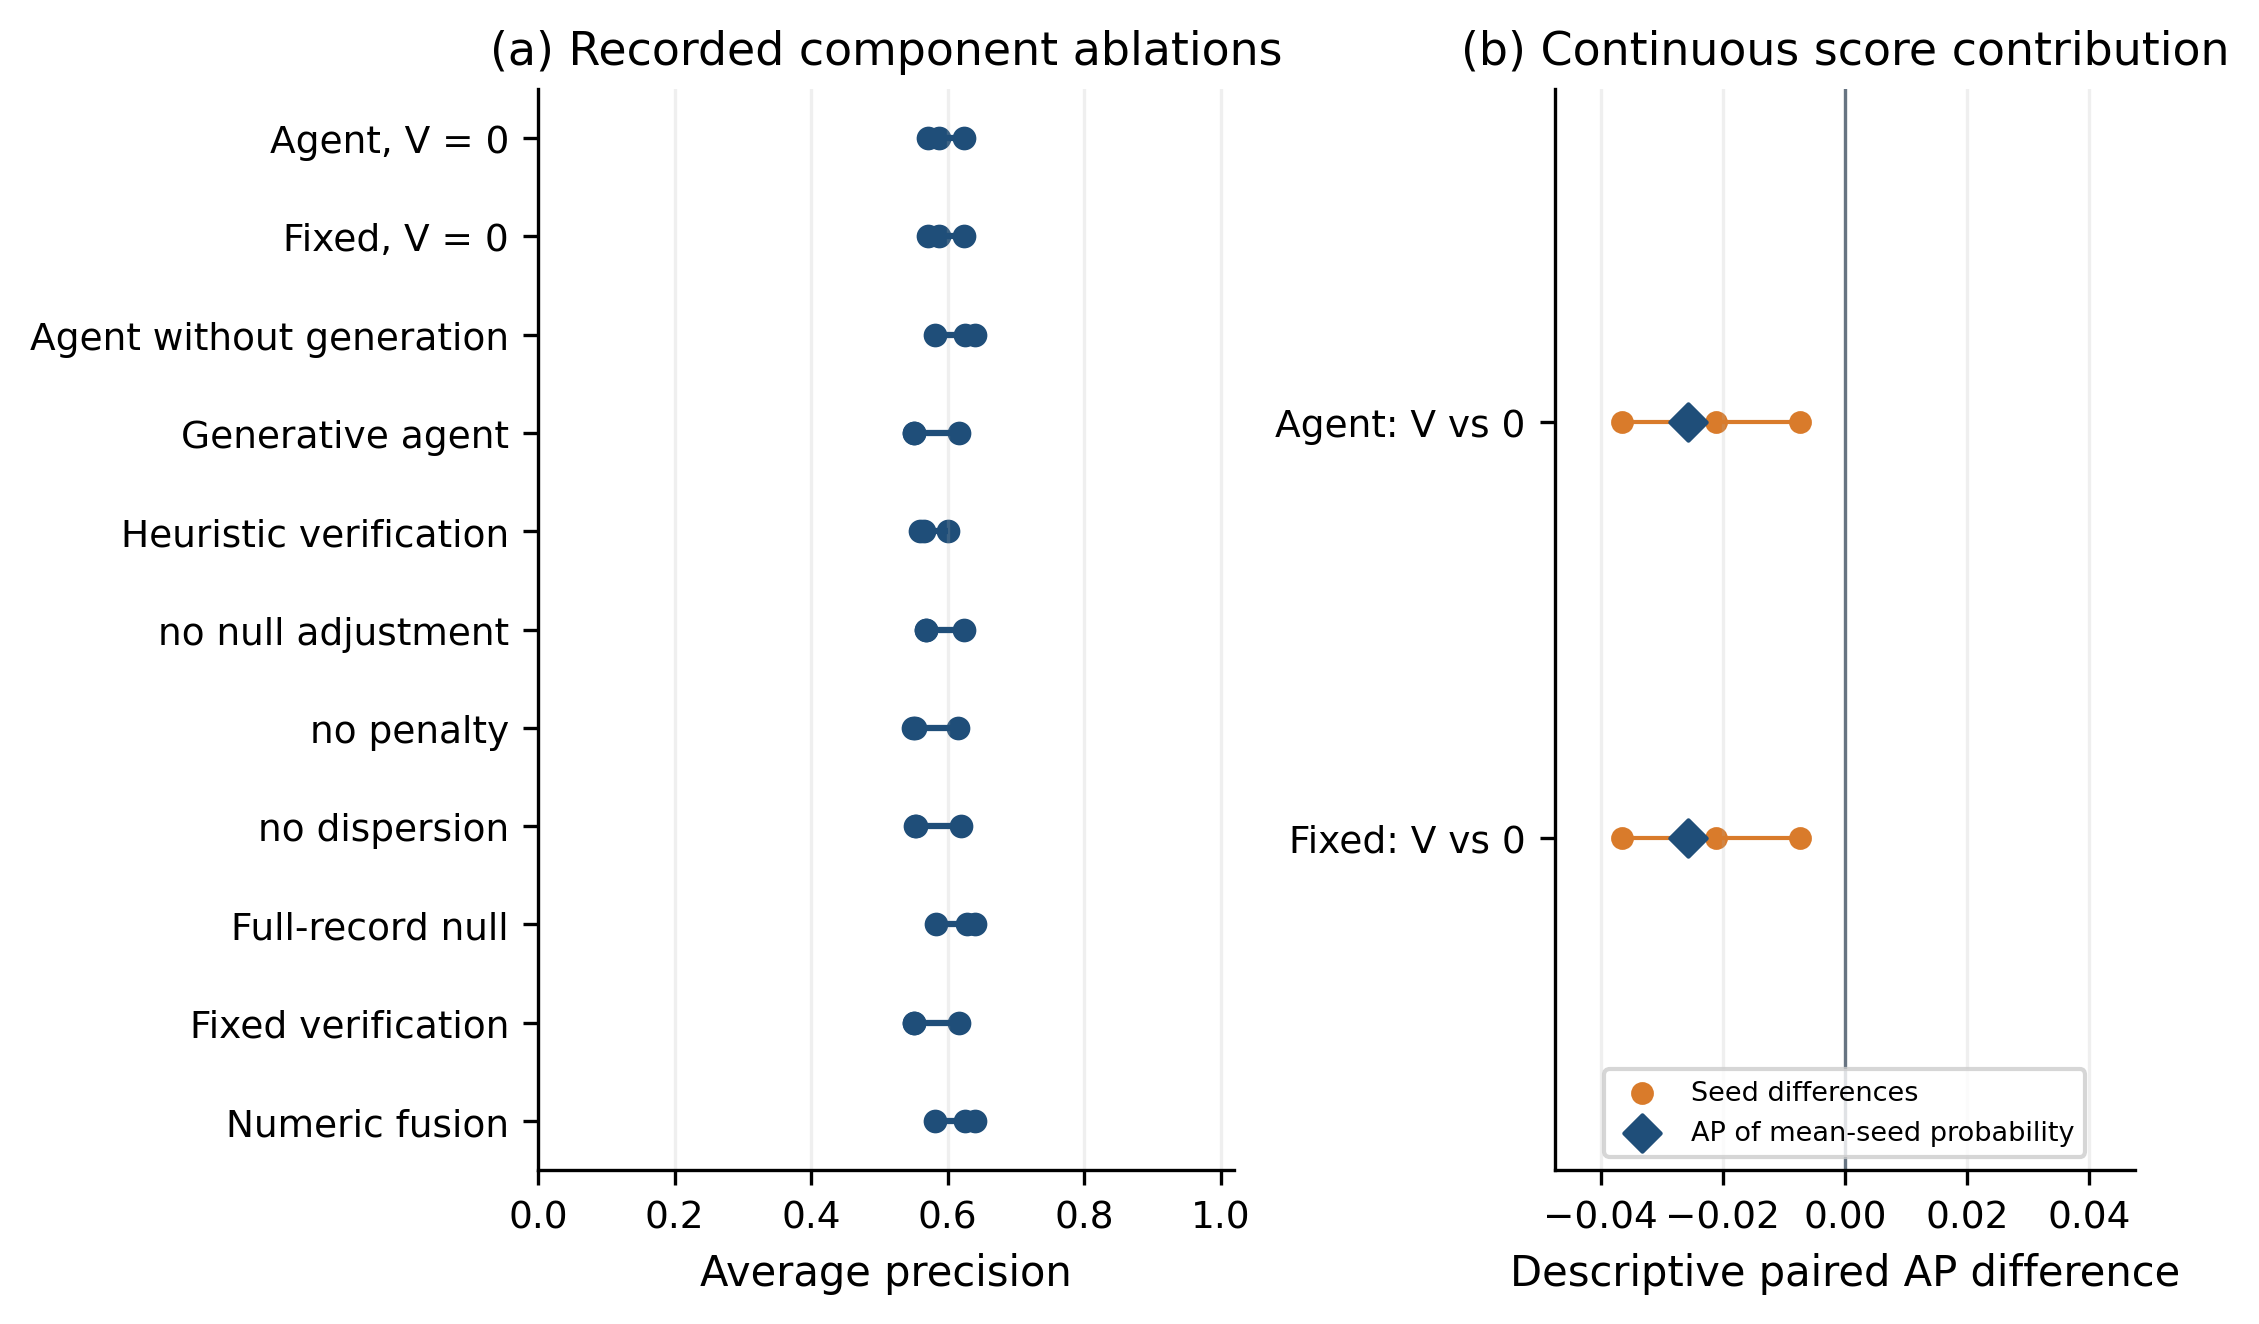 (a) Recorded component ablations
Agent, V = 0
Fixed, V = 0
Agent without generation
Generative agent
Heuristic verification
no null adjustment
no penalty
no dispersion
Full-record null
Fixed verification
Numeric fusion
0.0 0.2 0.4 0.6 0.8 1.0
Average precision
(b) Continuous score contribution
Agent: V vs 0
Fixed: V vs 0
Seed differences
AP of mean-seed probability
−0.04 −0.02 0.00 0.02 0.04
Descriptive paired AP difference